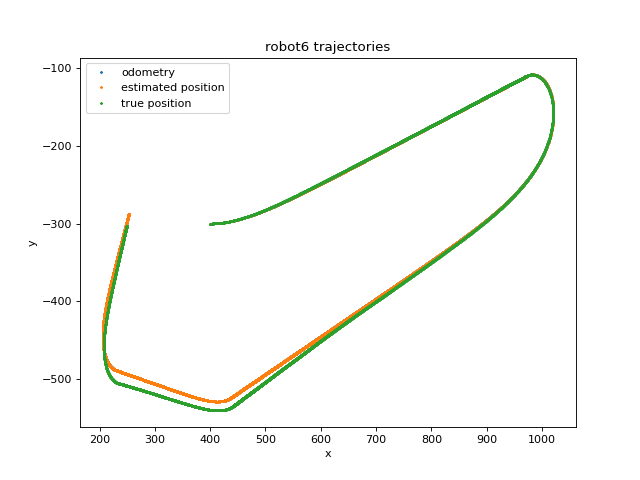 robot6 trajectories
odometry
estimated position
true position
y
−100
−200
−300
−400
−500
200 300 400 500 600 700 800 900 1000
x